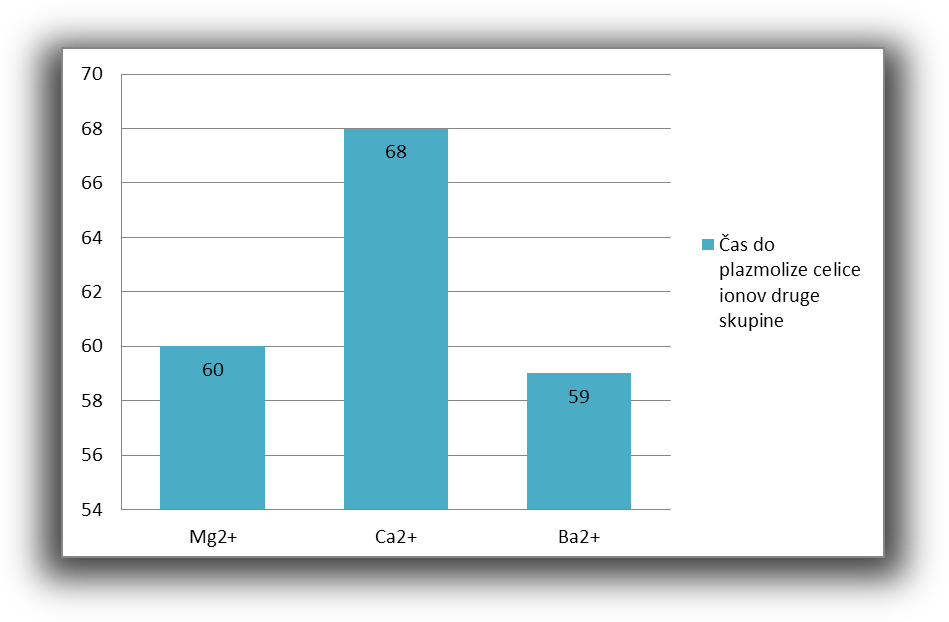 70
68
66
64
62
60
58
56
54
68
60
59
Mg2+
Ca2+
Ba2+
Čas do
plazmolize celice
ionov druge
skupine